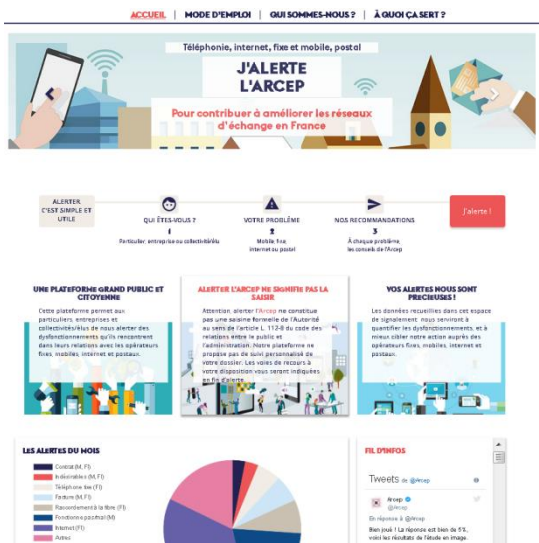 ACCUEIL | MODE D'EMPLOI | QUI SOMMES-NOUS ? | À QUOI ÇA SERT ?
Téléphonie, internet, fixe et mobile, postal
J'ALERTE
L'ARCEP
Pour contribuer à améliorer les réseaux
d'échange en France
ALERTER
C'EST SIMPLE ET
UTILE
QUI ÊTES-VOUS ?
1
Particulier, entreprise ou collectivité/élu
VOTRE PROBLÈME
2
Mobile, fixe,
internet ou postal
NOS RECOMMANDATIONS
3
À chaque problème,
les conseils de l'Arcep
J'alerte !
UNE PLATEFORME GRAND PUBLIC ET
CITOYENNE
Cette plateforme permet aux
particuliers, entreprises et
collectivités/élus de nous alerter des
dysfonctionnements qu'ils rencontrent
dans leurs relations avec les opérateurs
fixes, mobiles, internet et postaux.
ALERTER L'ARCEP NE SIGNIFIE PAS LA
SAISIR
Attention, alerter l'Arcep ne constitue
pas une saisine formelle de l'Autorité
au sens de l'article L. 112-8 du code des
relations entre le public et
l'administration. Notre plateforme ne
propose pas de suivi personnalisé de
votre dossier. Les voies de recours à
votre disposition vous seront indiquées
en fin d'alerte.
VOS ALERTES NOUS SONT
PRECIEUSES !
Les données recueillies dans cet espace
de signalement nous serviront à
quantifier les dysfonctionnements, et à
mieux cibler notre action auprès des
opérateurs fixes, mobiles, internet et
postaux.
LES ALERTES DU MOIS
Contrat (M, FI)
Indésirables (M, FI)
Téléphone fixe (FI)
Facture (M, FI)
Raccordement à la fibre (FI)
Fonctionne pas/mal (M)
Internet (FI)
Autres
FIL D'INFOS
Tweets de @Arcep
Arcep
@Arcep
En réponse à @Arcep
Bien joué ! La réponse est bien de 5%,
voici les résultats de l'étude en image.